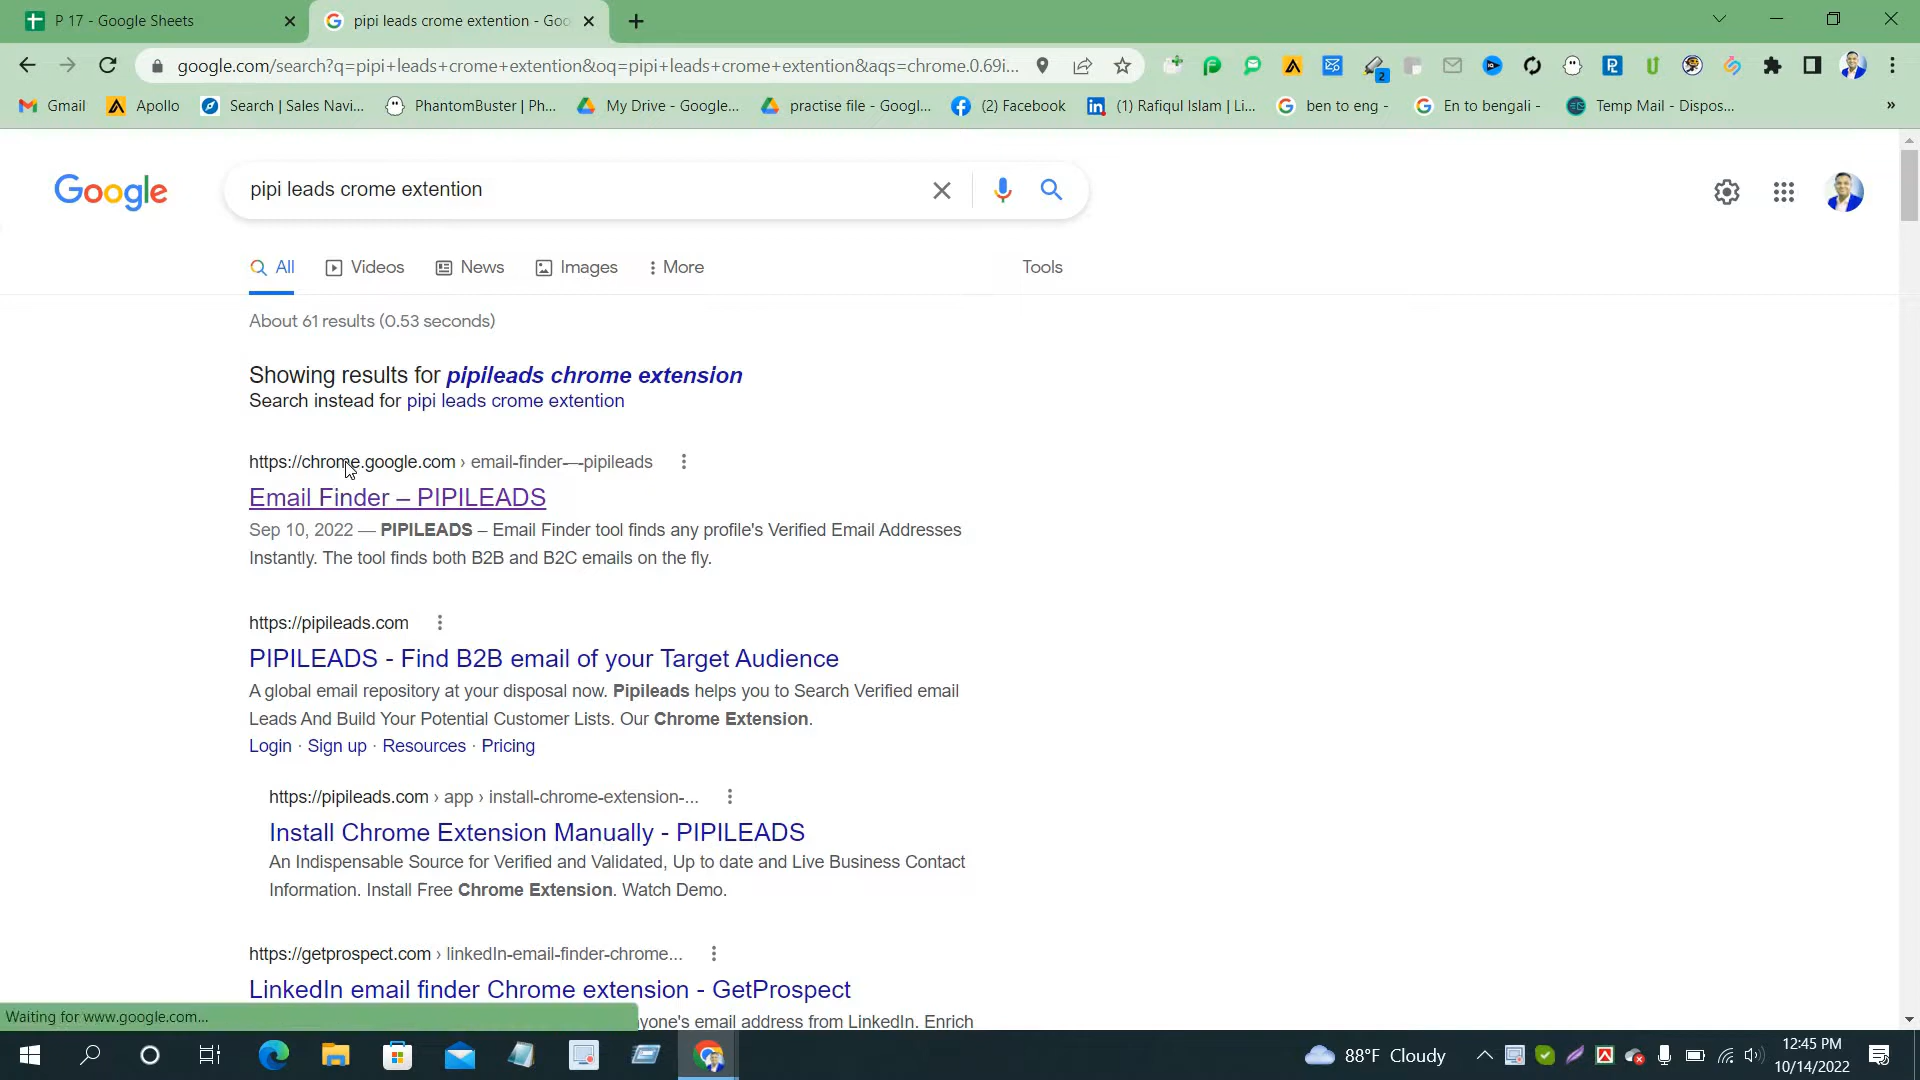 P 17 - Google Sheets
pipi leads crome extention - Goo
google.com/search?q=pipi+leads+crome+extention&oq=pipi+leads+crome+extention&aqs=chrome.0.69i...
2
Gmail
Apollo
Search | Sales Navi...
PhantomBuster | Ph...
My Drive - Google...
practise file - Googl...
(2) Facebook
(1) Rafiqul Islam | Li...
ben to eng -
En to bengali -
Temp Mail - Dispos...
»
Google
pipi leads crome extention
All
Videos
News
Images
More
Tools
About 61 results (0.53 seconds)
Showing results for pipileads chrome extension
Search instead for pipi leads crome extention
https://chrome.google.com › email-finder-–-pipileads
Email Finder – PIPILEADS
Sep 10, 2022 — PIPILEADS – Email Finder tool finds any profile's Verified Email Addresses
Instantly. The tool finds both B2B and B2C emails on the fly.
https://pipileads.com
PIPILEADS - Find B2B email of your Target Audience
A global email repository at your disposal now. Pipileads helps you to Search Verified email
Leads And Build Your Potential Customer Lists. Our Chrome Extension.
Login · Sign up · Resources · Pricing
https://pipileads.com › app › install-chrome-extension-...
Install Chrome Extension Manually - PIPILEADS
An Indispensable Source for Verified and Validated, Up to date and Live Business Contact
Information. Install Free Chrome Extension. Watch Demo.
https://getprospect.com › linkedIn-email-finder-chrome...
LinkedIn email finder Chrome extension - GetProspect
yone's email address from LinkedIn. Enrich
Waiting for www.google.com...
88°F Cloudy
12:45 PM
10/14/2022